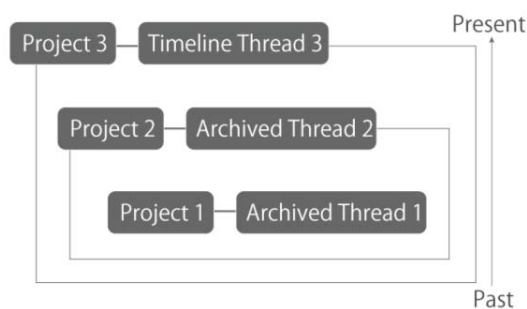 Present
Project 3
Timeline Thread 3
Project 2
Archived Thread 2
Project 1
Archived Thread 1
Past